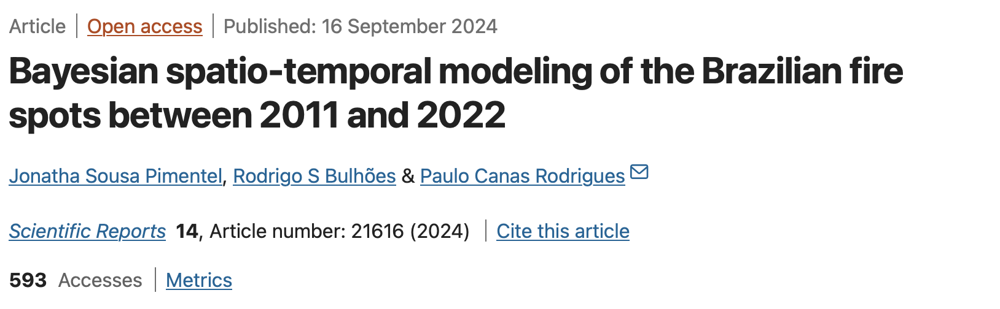 Article | Open access | Published: 16 September 2024
Bayesian spatio-temporal modeling of the Brazilian fire
spots between 2011 and 2022
Jonatha Sousa Pimentel, Rodrigo S Bulhões & Paulo Canas Rodrigues
Scientific Reports 14, Article number: 21616 (2024) | Cite this article
593 Accesses | Metrics